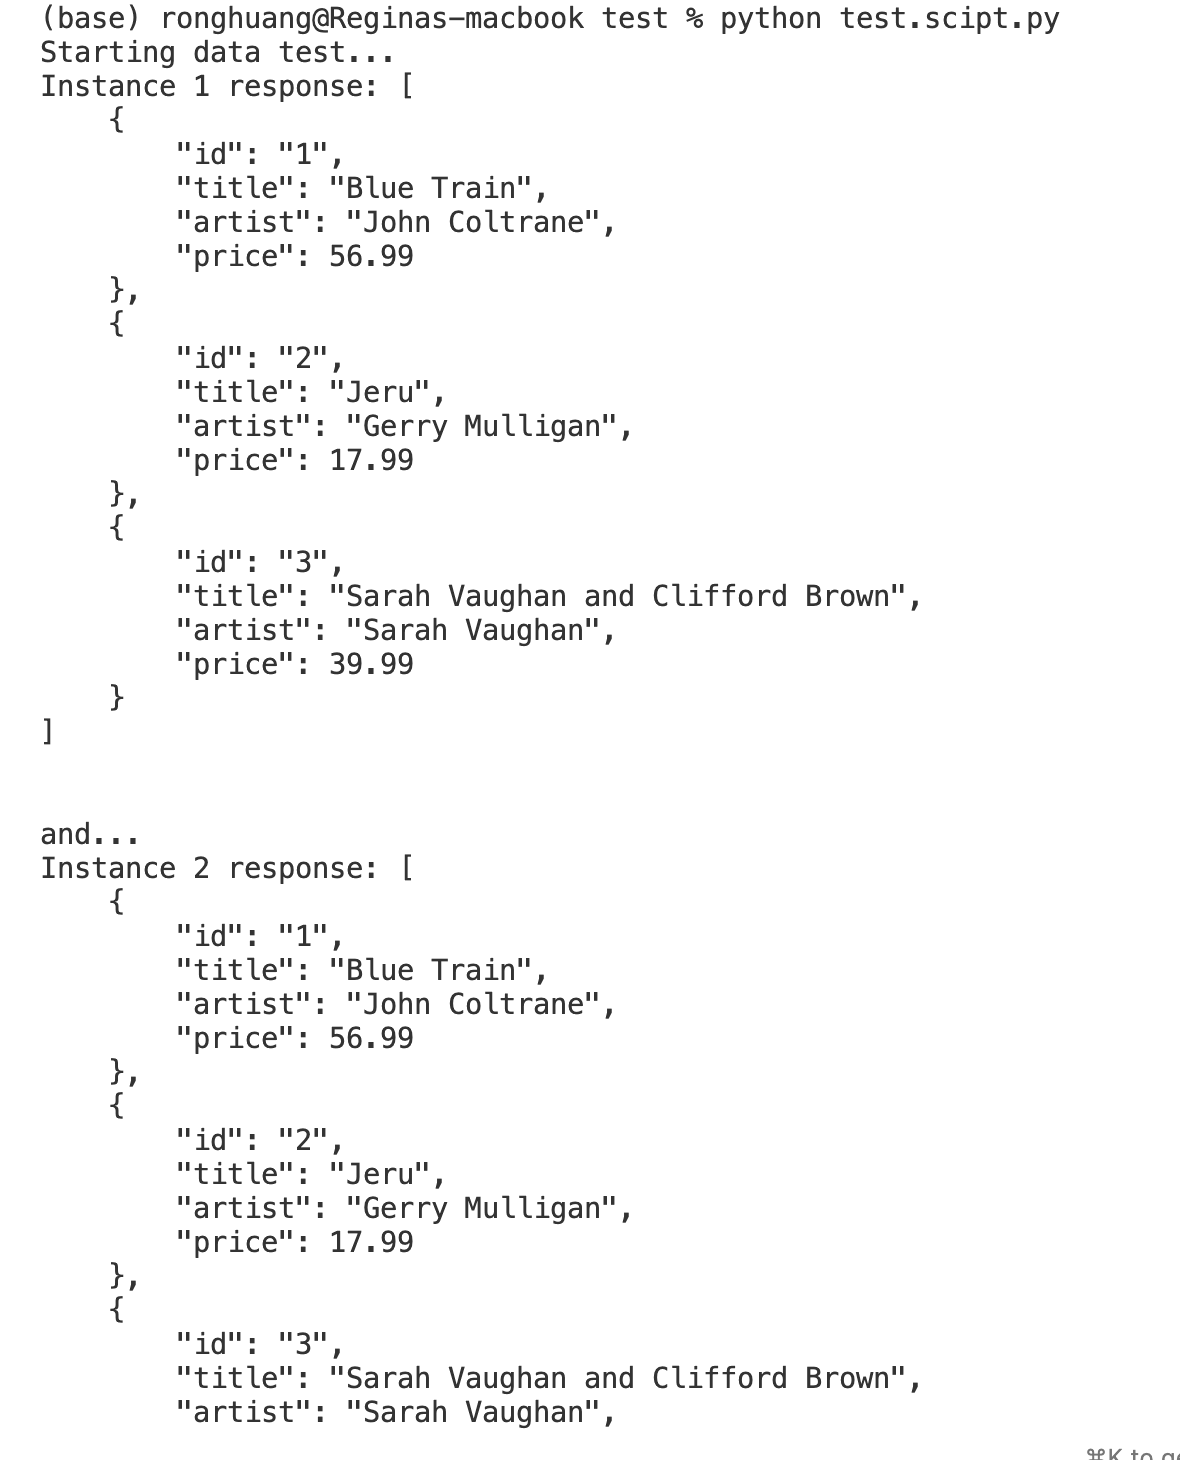 (base) ronghuang@Reginas-macbook test % python test.scipt.py
Starting data test...
Instance 1 response: [
    {
        "id": "1",
        "title": "Blue Train",
        "artist": "John Coltrane",
        "price": 56.99
    },
    {
        "id": "2",
        "title": "Jeru",
        "artist": "Gerry Mulligan",
        "price": 17.99
    },
    {
        "id": "3",
        "title": "Sarah Vaughan and Clifford Brown",
        "artist": "Sarah Vaughan",
        "price": 39.99
    }
]
and...
Instance 2 response: [
    {
        "id": "1",
        "title": "Blue Train",
        "artist": "John Coltrane",
        "price": 56.99
    },
    {
        "id": "2",
        "title": "Jeru",
        "artist": "Gerry Mulligan",
        "price": 17.99
    },
    {
        "id": "3",
        "title": "Sarah Vaughan and Clifford Brown",
        "artist": "Sarah Vaughan",
⌘K to